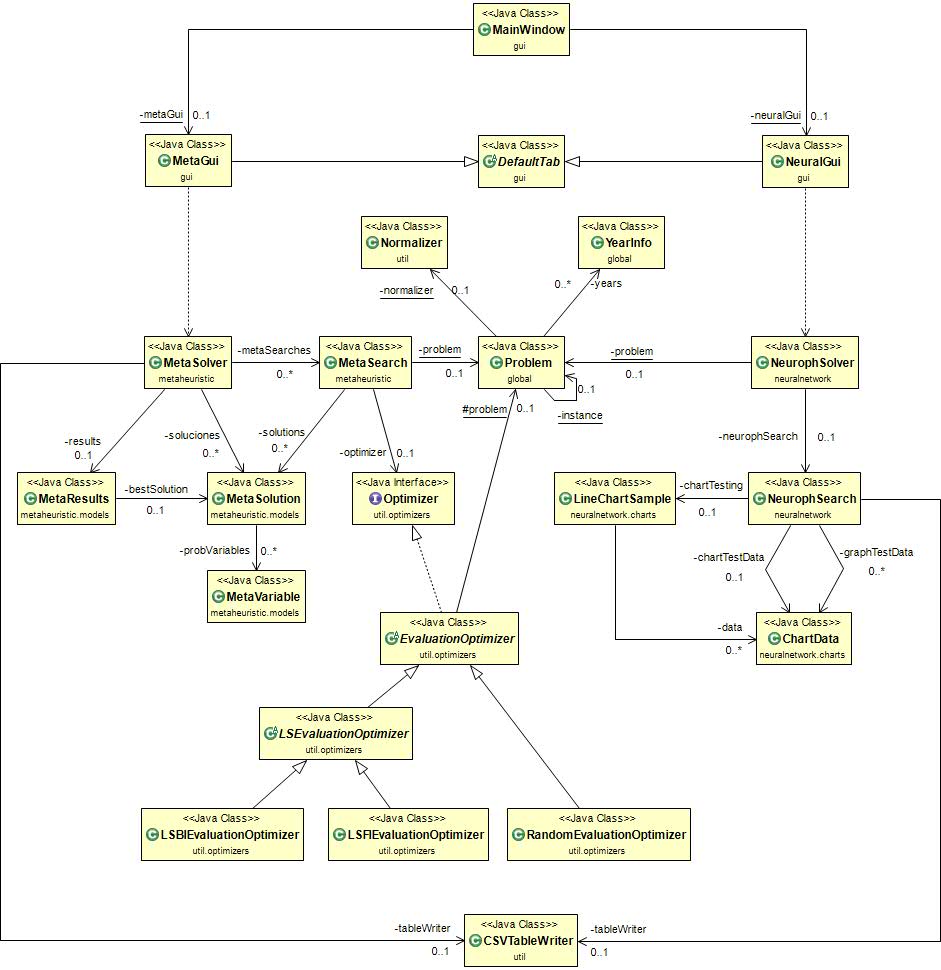 <<Java Class>>
MainWindow
gui
-metaGui
0..1
-neuralGui
0..1
<<Java Class>>
MetaGui
gui
<<Java Class>>
DefaultTab
gui
<<Java Class>>
NeuralGui
gui
<<Java Class>>
Normalizer
util
<<Java Class>>
YearInfo
global
-normalizer
0..1
0..*
-years
<<Java Class>>
MetaSolver
metaheuristic
-metaSearches
0..*
<<Java Class>>
MetaSearch
metaheuristic
-problem
0..1
<<Java Class>>
Problem
global
0..1
-instance
-problem
0..1
<<Java Class>>
NeurophSolver
neuralnetwork
#problem
0..1
-results
0..1
-soluciones
0..*
-solutions
0..*
-optimizer
0..1
-neurophSearch
0..1
<<Java Class>>
MetaResults
metaheuristic.models
-bestSolution
0..1
<<Java Class>>
MetaSolution
metaheuristic.models
<<Java Interface>>
Optimizer
util.optimizers
<<Java Class>>
LineChartSample
neuralnetwork.charts
-chartTesting
0..1
<<Java Class>>
NeurophSearch
neuralnetwork
-probVariables
0..*
-chartTestData
0..1
-graphTestData
0..*
<<Java Class>>
MetaVariable
metaheuristic.models
<<Java Class>>
EvaluationOptimizer
util.optimizers
-data
0..*
<<Java Class>>
ChartData
neuralnetwork.charts
<<Java Class>>
LSEvaluationOptimizer
util.optimizers
<<Java Class>>
LSBIEvaluationOptimizer
util.optimizers
<<Java Class>>
LSFIEvaluationOptimizer
util.optimizers
<<Java Class>>
RandomEvaluationOptimizer
util.optimizers
-tableWriter
0..1
<<Java Class>>
CSVTableWriter
util
-tableWriter
0..1